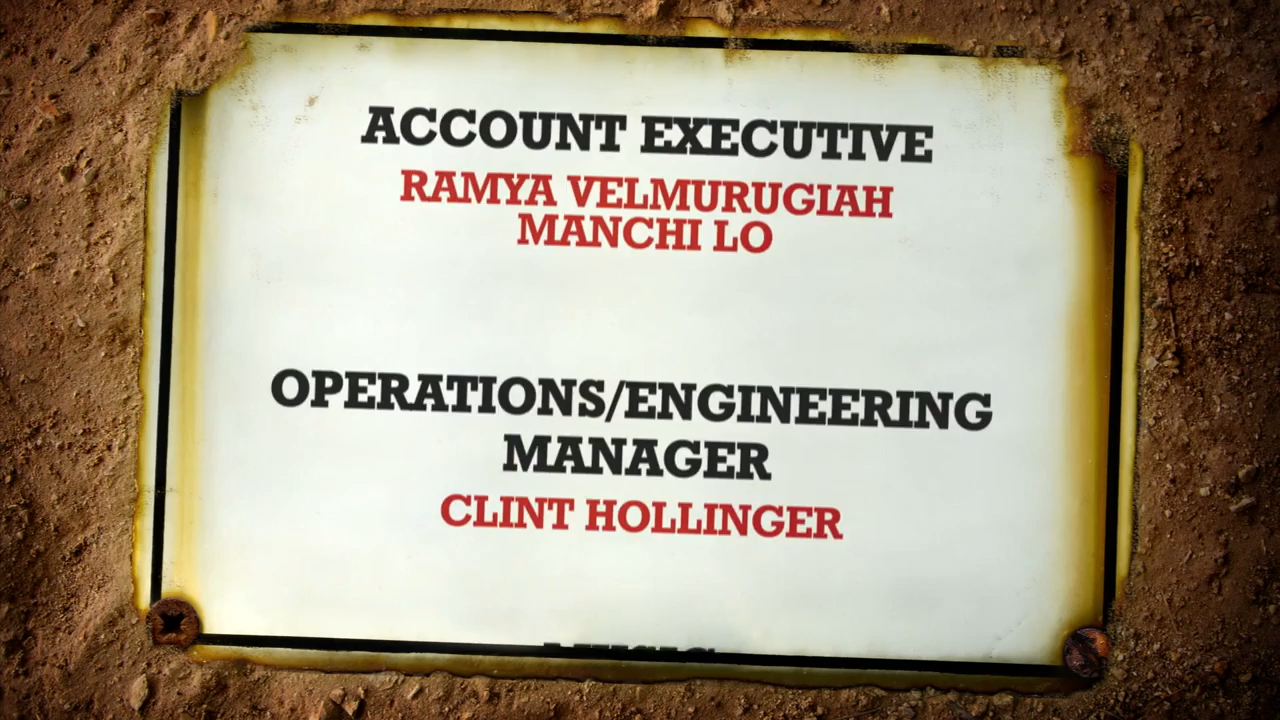 ACCOUNT EXECUTIVE
RAMYA VELMURUGIAH
MANCHI LO
OPERATIONS/ENGINEERING
MANAGER
CLINT HOLLINGER